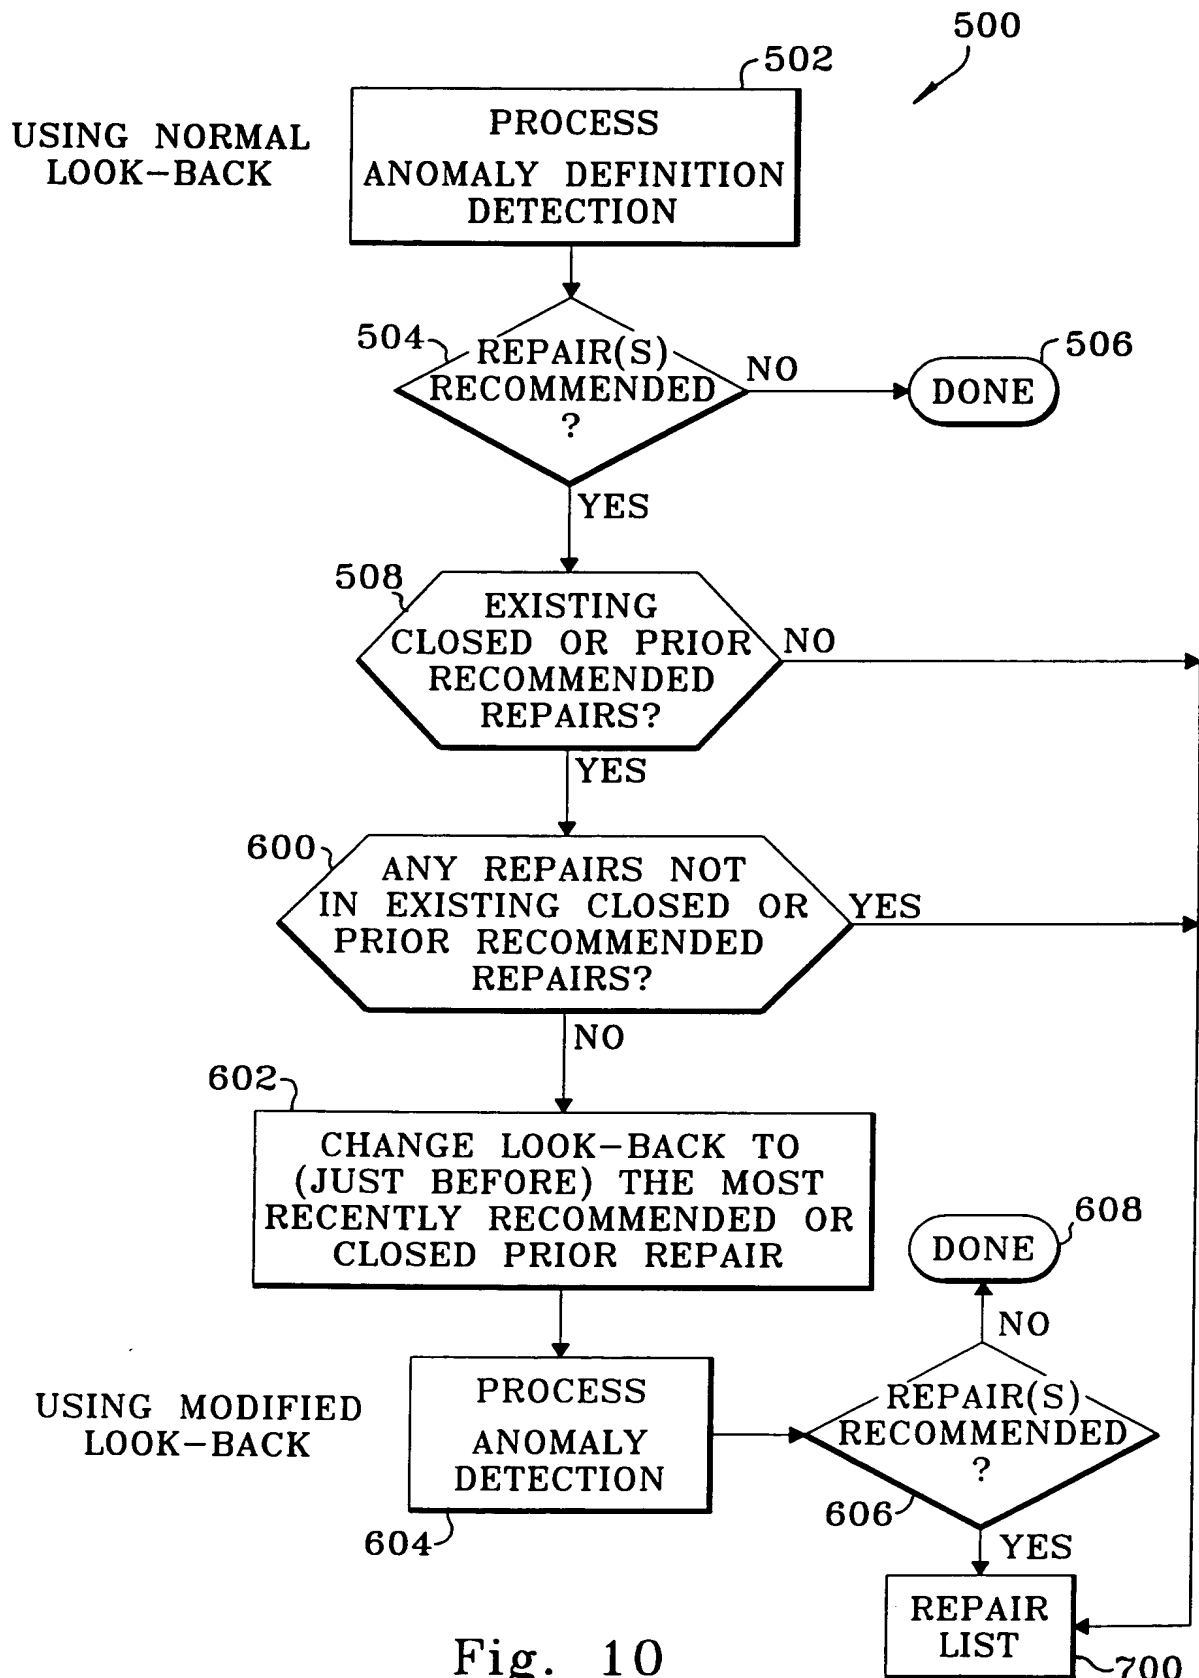 500
502
USING NORMAL
LOOK-BACK
PROCESS
ANOMALY DEFINITION
DETECTION
504
REPAIR(S)
RECOMMENDED
?
NO
506
DONE
YES
508
EXISTING
CLOSED OR PRIOR
RECOMMENDED
REPAIRS?
NO
YES
600
ANY REPAIRS NOT
IN EXISTING CLOSED OR
PRIOR RECOMMENDED
REPAIRS?
YES
NO
602
CHANGE LOOK-BACK TO
(JUST BEFORE) THE MOST
RECENTLY RECOMMENDED OR
CLOSED PRIOR REPAIR
608
DONE
NO
USING MODIFIED
LOOK-BACK
PROCESS
ANOMALY
DETECTION
604
REPAIR(S)
RECOMMENDED
?
606
YES
REPAIR
LIST
700
Fig. 10